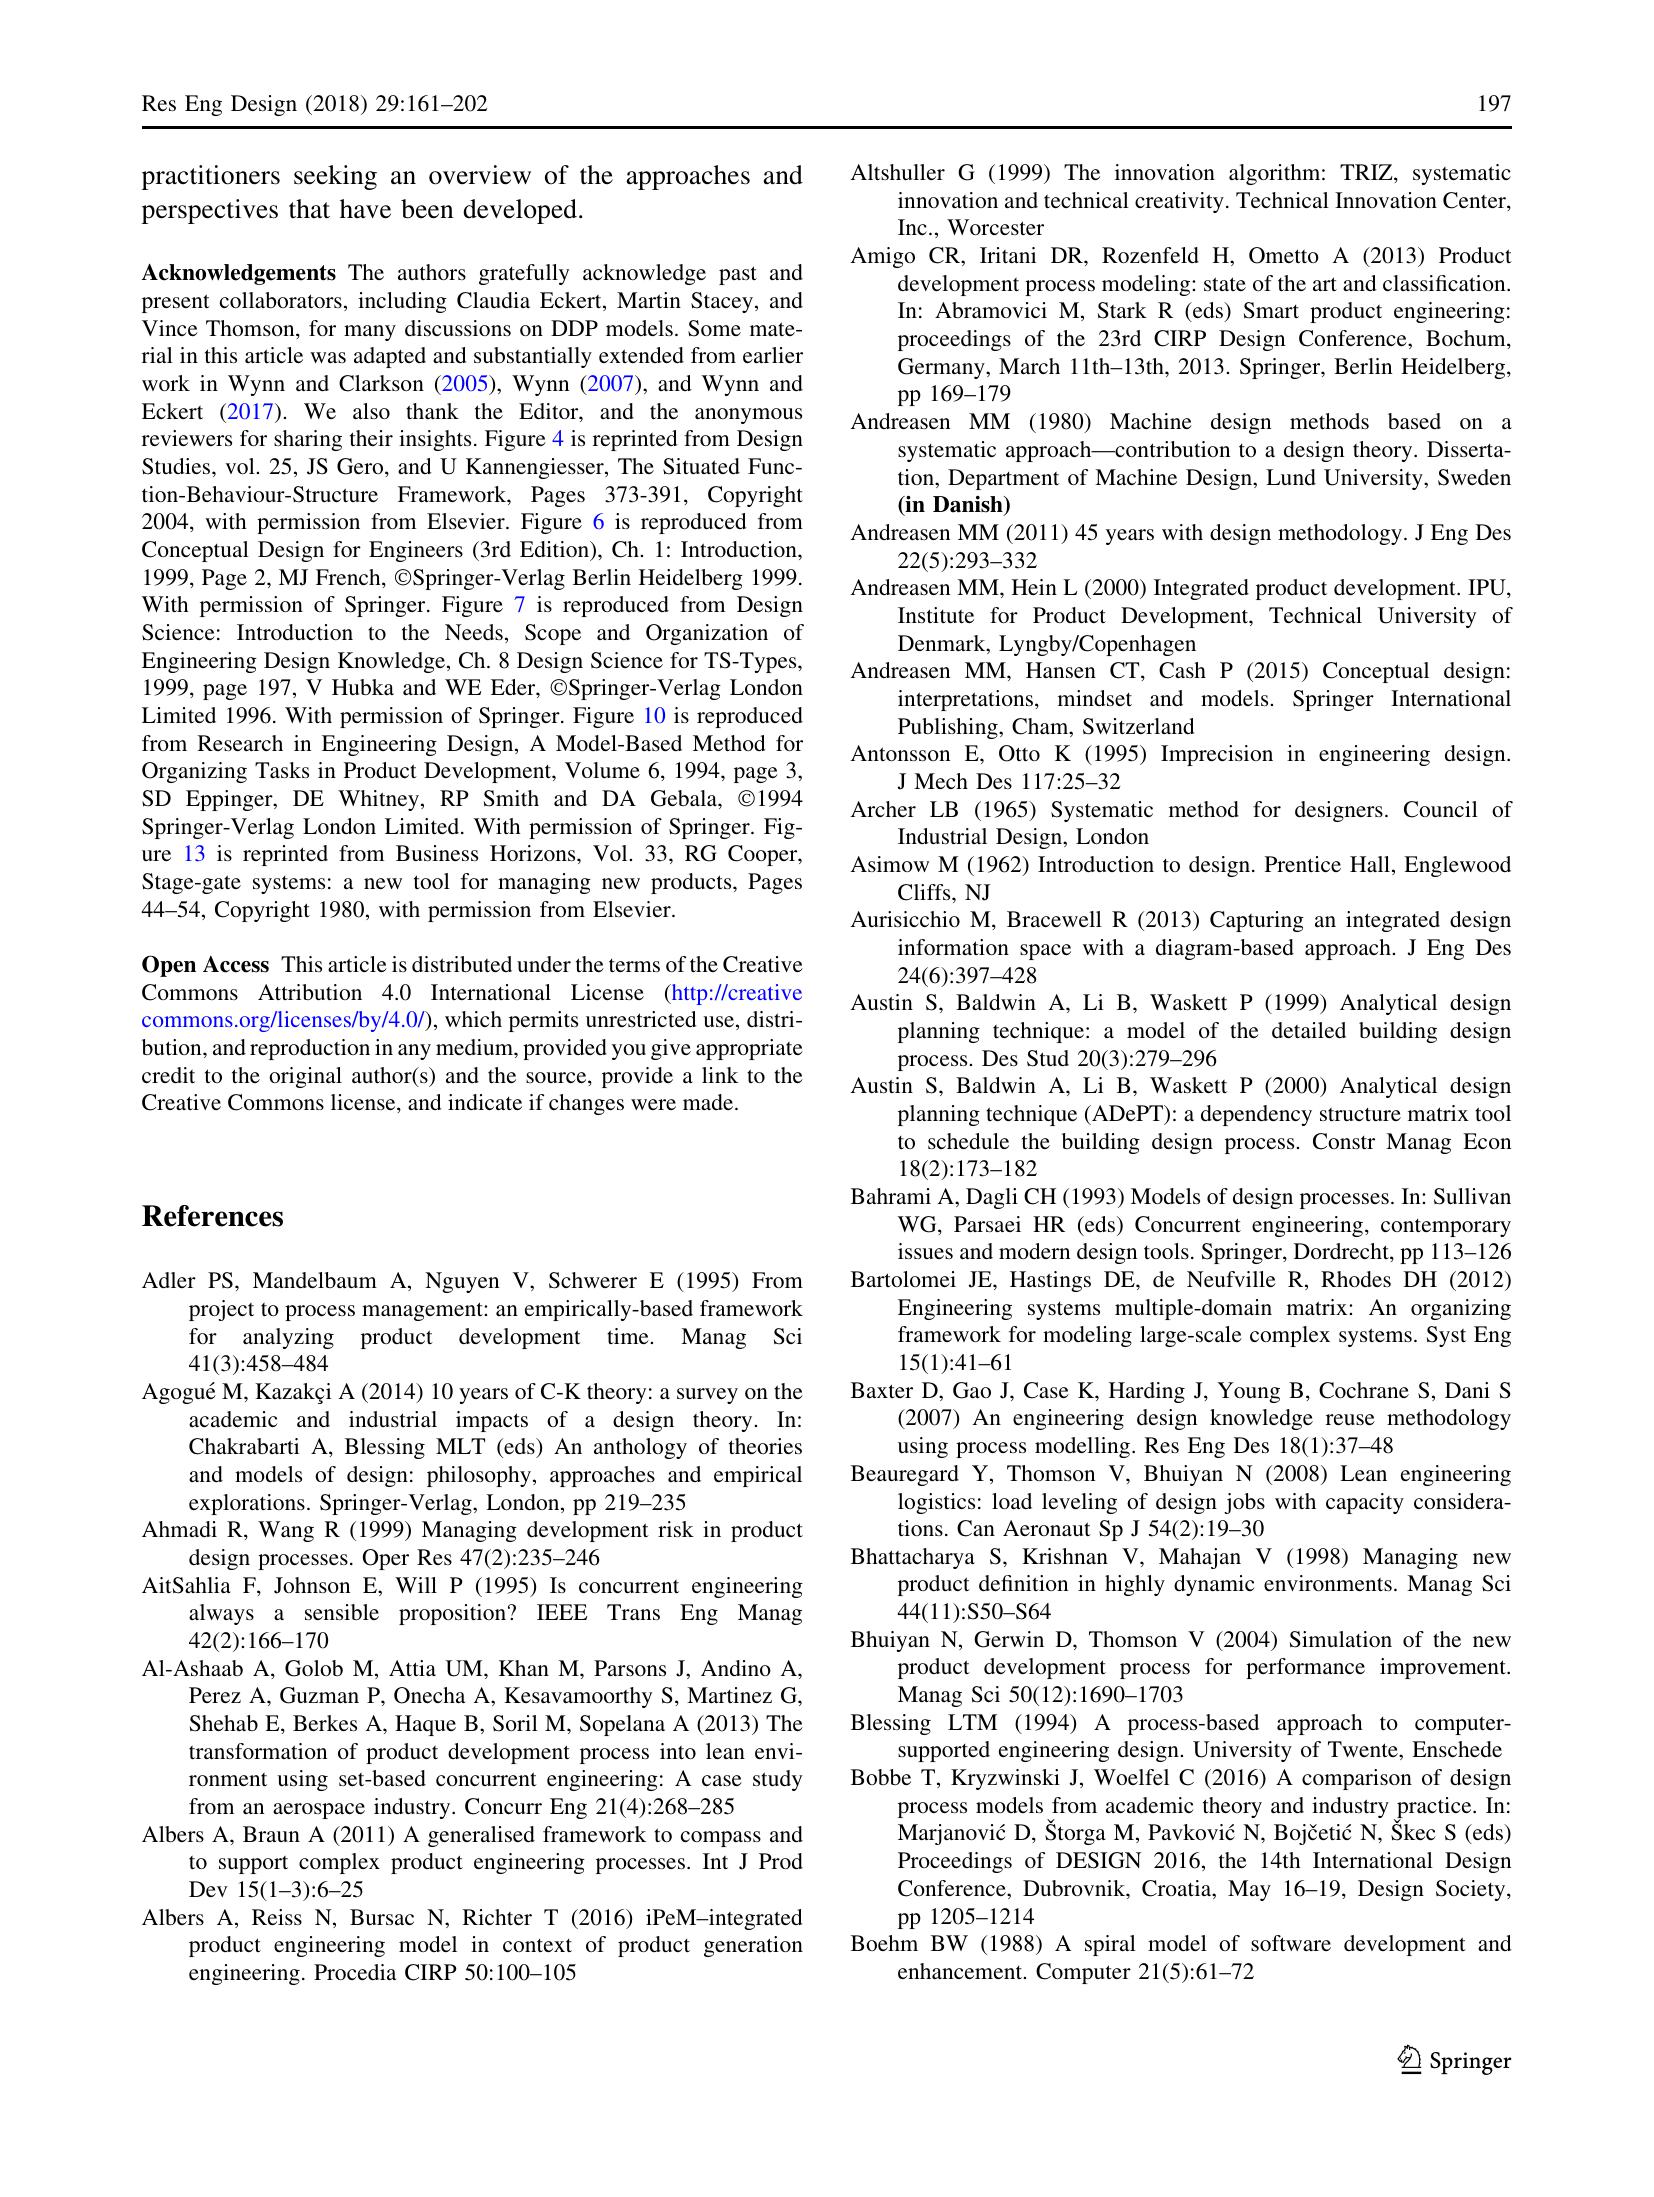 Res Eng Design (2018) 29:161–202
197
practitioners seeking an overview of the approaches and
perspectives that have been developed.
Acknowledgements The authors gratefully acknowledge past and
present collaborators, including Claudia Eckert, Martin Stacey, and
Vince Thomson, for many discussions on DDP models. Some mate-
rial in this article was adapted and substantially extended from earlier
work in Wynn and Clarkson (2005), Wynn (2007), and Wynn and
Eckert (2017). We also thank the Editor, and the anonymous
reviewers for sharing their insights. Figure 4 is reprinted from Design
Studies, vol. 25, JS Gero, and U Kannengiesser, The Situated Func-
tion-Behaviour-Structure Framework, Pages 373-391, Copyright
2004, with permission from Elsevier. Figure 6 is reproduced from
Conceptual Design for Engineers (3rd Edition), Ch. 1: Introduction,
1999, Page 2, MJ French, ©Springer-Verlag Berlin Heidelberg 1999.
With permission of Springer. Figure 7 is reproduced from Design
Science: Introduction to the Needs, Scope and Organization of
Engineering Design Knowledge, Ch. 8 Design Science for TS-Types,
1999, page 197, V Hubka and WE Eder, ©Springer-Verlag London
Limited 1996. With permission of Springer. Figure 10 is reproduced
from Research in Engineering Design, A Model-Based Method for
Organizing Tasks in Product Development, Volume 6, 1994, page 3,
SD Eppinger, DE Whitney, RP Smith and DA Gebala, ©1994
Springer-Verlag London Limited. With permission of Springer. Fig-
ure 13 is reprinted from Business Horizons, Vol. 33, RG Cooper,
Stage-gate systems: a new tool for managing new products, Pages
44–54, Copyright 1980, with permission from Elsevier.
Open Access This article is distributed under the terms of the Creative
Commons Attribution 4.0 International License (http://creative
commons.org/licenses/by/4.0/), which permits unrestricted use, distri-
bution, and reproduction in any medium, provided you give appropriate
credit to the original author(s) and the source, provide a link to the
Creative Commons license, and indicate if changes were made.
References
Adler PS, Mandelbaum A, Nguyen V, Schwerer E (1995) From
project to process management: an empirically-based framework
for analyzing product development time. Manag Sci
41(3):458–484
Agogué M, Kazakçi A (2014) 10 years of C-K theory: a survey on the
academic and industrial impacts of a design theory. In:
Chakrabarti A, Blessing MLT (eds) An anthology of theories
and models of design: philosophy, approaches and empirical
explorations. Springer-Verlag, London, pp 219–235
Ahmadi R, Wang R (1999) Managing development risk in product
design processes. Oper Res 47(2):235–246
AitSahlia F, Johnson E, Will P (1995) Is concurrent engineering
always a sensible proposition? IEEE Trans Eng Manag
42(2):166–170
Al-Ashaab A, Golob M, Attia UM, Khan M, Parsons J, Andino A,
Perez A, Guzman P, Onecha A, Kesavamoorthy S, Martinez G,
Shehab E, Berkes A, Haque B, Soril M, Sopelana A (2013) The
transformation of product development process into lean envi-
ronment using set-based concurrent engineering: A case study
from an aerospace industry. Concurr Eng 21(4):268–285
Albers A, Braun A (2011) A generalised framework to compass and
to support complex product engineering processes. Int J Prod
Dev 15(1–3):6–25
Albers A, Reiss N, Bursac N, Richter T (2016) iPeM–integrated
product engineering model in context of product generation
engineering. Procedia CIRP 50:100–105
Altshuller G (1999) The innovation algorithm: TRIZ, systematic
innovation and technical creativity. Technical Innovation Center,
Inc., Worcester
Amigo CR, Iritani DR, Rozenfeld H, Ometto A (2013) Product
development process modeling: state of the art and classification.
In: Abramovici M, Stark R (eds) Smart product engineering:
proceedings of the 23rd CIRP Design Conference, Bochum,
Germany, March 11th–13th, 2013. Springer, Berlin Heidelberg,
pp 169–179
Andreasen MM (1980) Machine design methods based on a
systematic approach—contribution to a design theory. Disserta-
tion, Department of Machine Design, Lund University, Sweden
(in Danish)
Andreasen MM (2011) 45 years with design methodology. J Eng Des
22(5):293–332
Andreasen MM, Hein L (2000) Integrated product development. IPU,
Institute for Product Development, Technical University of
Denmark, Lyngby/Copenhagen
Andreasen MM, Hansen CT, Cash P (2015) Conceptual design:
interpretations, mindset and models. Springer International
Publishing, Cham, Switzerland
Antonsson E, Otto K (1995) Imprecision in engineering design.
J Mech Des 117:25–32
Archer LB (1965) Systematic method for designers. Council of
Industrial Design, London
Asimow M (1962) Introduction to design. Prentice Hall, Englewood
Cliffs, NJ
Aurisicchio M, Bracewell R (2013) Capturing an integrated design
information space with a diagram-based approach. J Eng Des
24(6):397–428
Austin S, Baldwin A, Li B, Waskett P (1999) Analytical design
planning technique: a model of the detailed building design
process. Des Stud 20(3):279–296
Austin S, Baldwin A, Li B, Waskett P (2000) Analytical design
planning technique (ADePT): a dependency structure matrix tool
to schedule the building design process. Constr Manag Econ
18(2):173–182
Bahrami A, Dagli CH (1993) Models of design processes. In: Sullivan
WG, Parsaei HR (eds) Concurrent engineering, contemporary
issues and modern design tools. Springer, Dordrecht, pp 113–126
Bartolomei JE, Hastings DE, de Neufville R, Rhodes DH (2012)
Engineering systems multiple-domain matrix: An organizing
framework for modeling large-scale complex systems. Syst Eng
15(1):41–61
Baxter D, Gao J, Case K, Harding J, Young B, Cochrane S, Dani S
(2007) An engineering design knowledge reuse methodology
using process modelling. Res Eng Des 18(1):37–48
Beauregard Y, Thomson V, Bhuiyan N (2008) Lean engineering
logistics: load leveling of design jobs with capacity considera-
tions. Can Aeronaut Sp J 54(2):19–30
Bhattacharya S, Krishnan V, Mahajan V (1998) Managing new
product definition in highly dynamic environments. Manag Sci
44(11):S50–S64
Bhuiyan N, Gerwin D, Thomson V (2004) Simulation of the new
product development process for performance improvement.
Manag Sci 50(12):1690–1703
Blessing LTM (1994) A process-based approach to computer-
supported engineering design. University of Twente, Enschede
Bobbe T, Kryzwinski J, Woelfel C (2016) A comparison of design
process models from academic theory and industry practice. In:
Marjanović D, Štorga M, Pavković N, Bojčetić N, Škec S (eds)
Proceedings of DESIGN 2016, the 14th International Design
Conference, Dubrovnik, Croatia, May 16–19, Design Society,
pp 1205–1214
Boehm BW (1988) A spiral model of software development and
enhancement. Computer 21(5):61–72
Springer